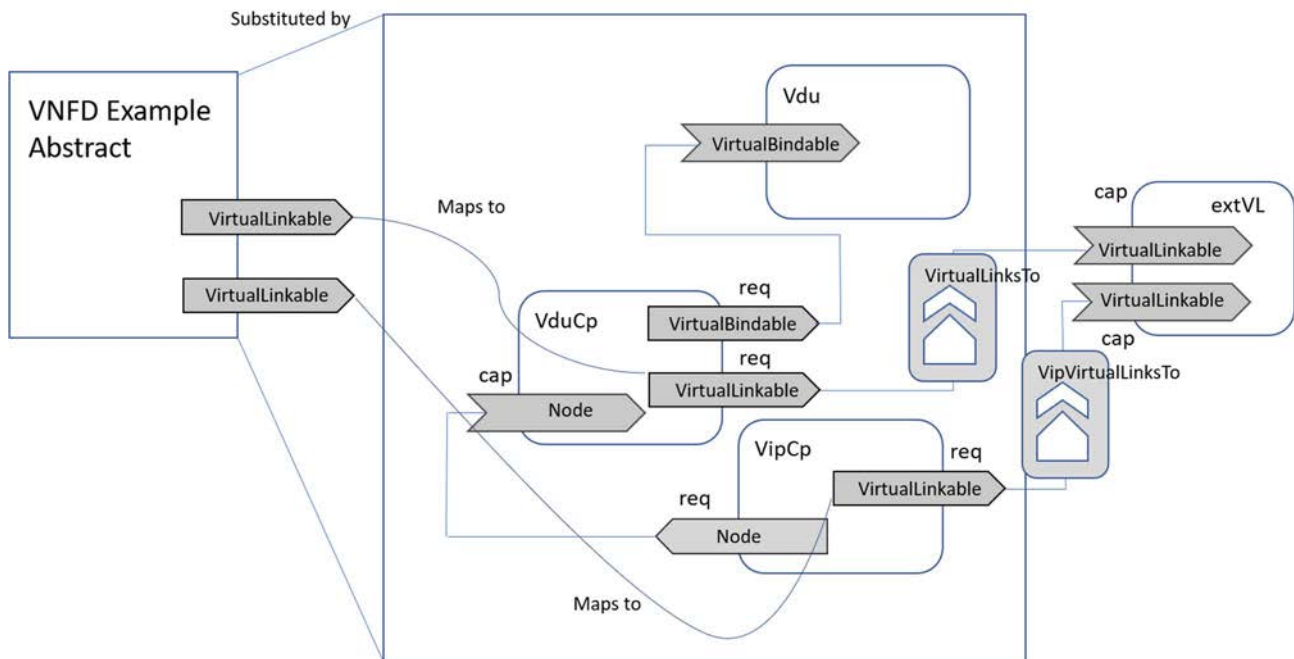 Substituted by
VNFD Example
Abstract
VirtualLinkable
VirtualLinkable
Maps to
Maps to
Vdu
VirtualBindable
VduCp
req
VirtualBindable
req
VirtualLinkable
cap
Node
VipCp
req
VirtualLinkable
req
Node
VirtualLinksTo
VipVirtualLinksTo
cap
extVL
VirtualLinkable
VirtualLinkable
cap